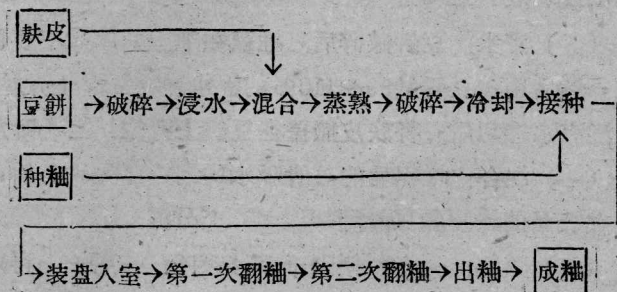 麸皮
豆餅→破碎→浸水→混合→蒸熟→破碎→冷却→接种
种粬
→装盘入室→第一次翻粬→第二次翻粬→出粬→成粬